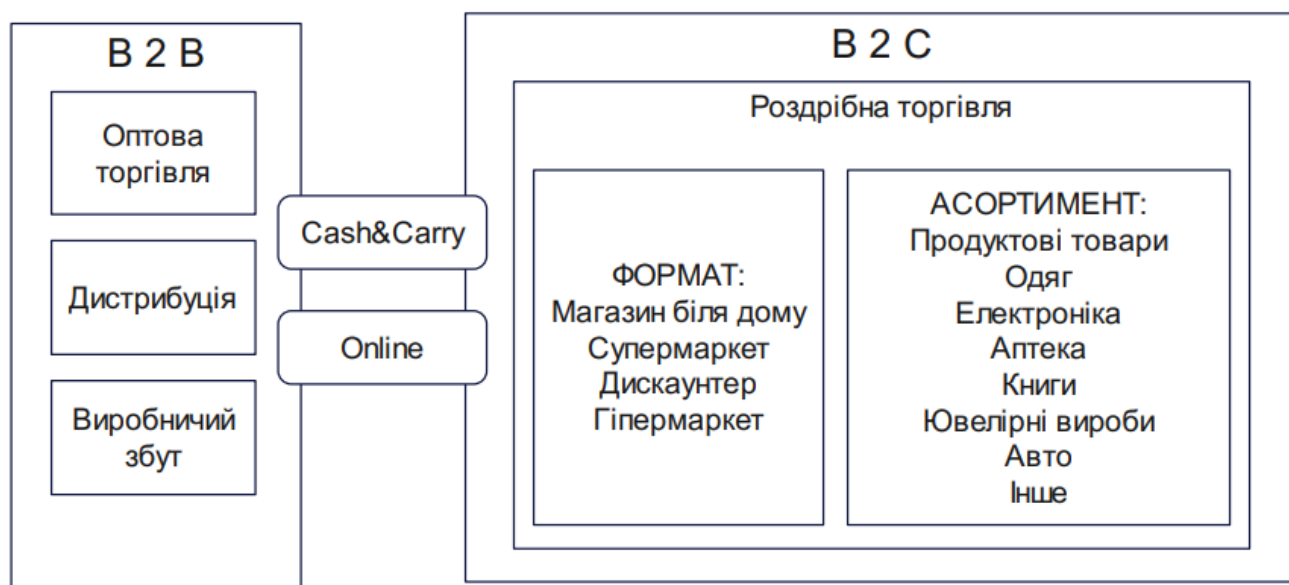 B 2 B
Оптова
торгівля
Дистрибуція
Виробничий
збут
Cash&Carry
Online
B 2 C
Роздрібна торгівля
ФОРМАТ:
Магазин біля дому
Супермаркет
Дискаунтер
Гіпермаркет
АСОРТИМЕНТ:
Продуктові товари
Одяг
Електроніка
Аптека
Книги
Ювелірні вироби
Авто
Інше